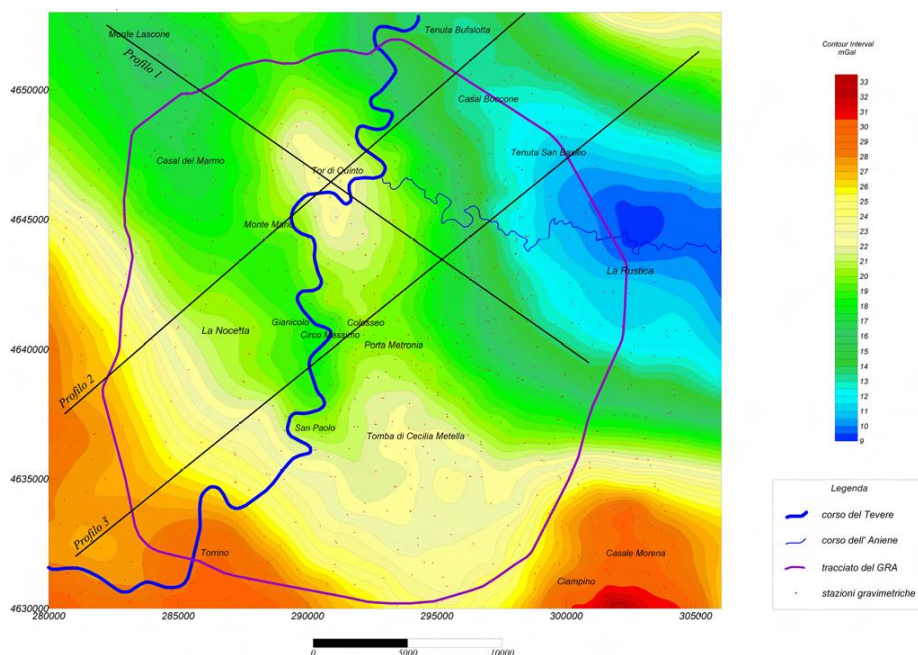 Monte Lascone
Tenuta Bufalotta
Profilo 1
Casal Boccone
Casal del Marmo
Tor di Quinto
Tenuta San Basilio
Monte Mario
La Rustica
La Nocetta
Gianicolo
Colosseo
Circo Massimo
Porta Metronia
Profilo 2
San Paolo
Tomba di Cecilia Metella
Profilo 3
Torrino
Casale Morena
Ciampino
4650000
4645000
4640000
4635000
4630000
280000 285000 290000 295000 300000 305000
0 5000 10000
Contour Interval
mGal
33
31
30
29
28
27
26
25
24
23
22
21
20
19
18
17
16
15
14
13
12
11
10
9
Legenda
corso del Tevere
corso dell' Aniene
tracciato del GRA
stazioni gravimetriche